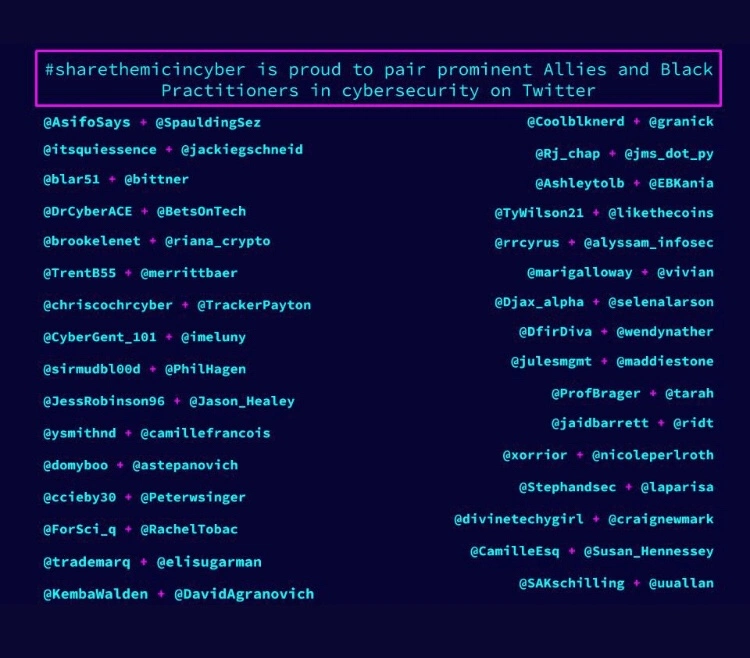 #sharethemicincyber is proud to pair prominent Allies and Black
Practitioners in cybersecurity on Twitter
@AsifoSays + @SpauldingSez
@itsquiessence + @jackiegschneid
@blar51 + @bittner
@DrCyberACE + @BetsOnTech
@brookelenet + @riana_crypto
@TrentB55 + @merrittbaer
@chriscochrcyber + @TrackerPayton
@CyberGent_101 + @imeluny
@sirmudbl00d + @PhilHagen
@JessRobinson96 + @Jason_Healey
@ysmithnd + @camillefrancois
@domyboo + @astepanovich
@ccieby30 + @Peterwsinger
@ForSci_q + @RachelTobac
@trademarq + @elisugarman
@KembaWalden + @DavidAgranovich
@Coolblknerd + @granick
@Rj_chap + @jms_dot_py
@Ashleytolb + @EBKania
@TyWilson21 + @likethecoins
@rrcyrus + @alyssam_infosec
@marigalloway + @vivian
@Djax_alpha + @selenalarson
@DfirDiva + @wendynather
@julesmgmt + @maddiestone
@ProfBrager + @tarah
@jaidbarrett + @ridt
@xorrior + @nicoleperlroth
@Stephandsec + @laparisa
@divinetechygirl + @craignewmark
@CamilleEsq + @Susan_Hennessey
@SAKschilling + @uuallan